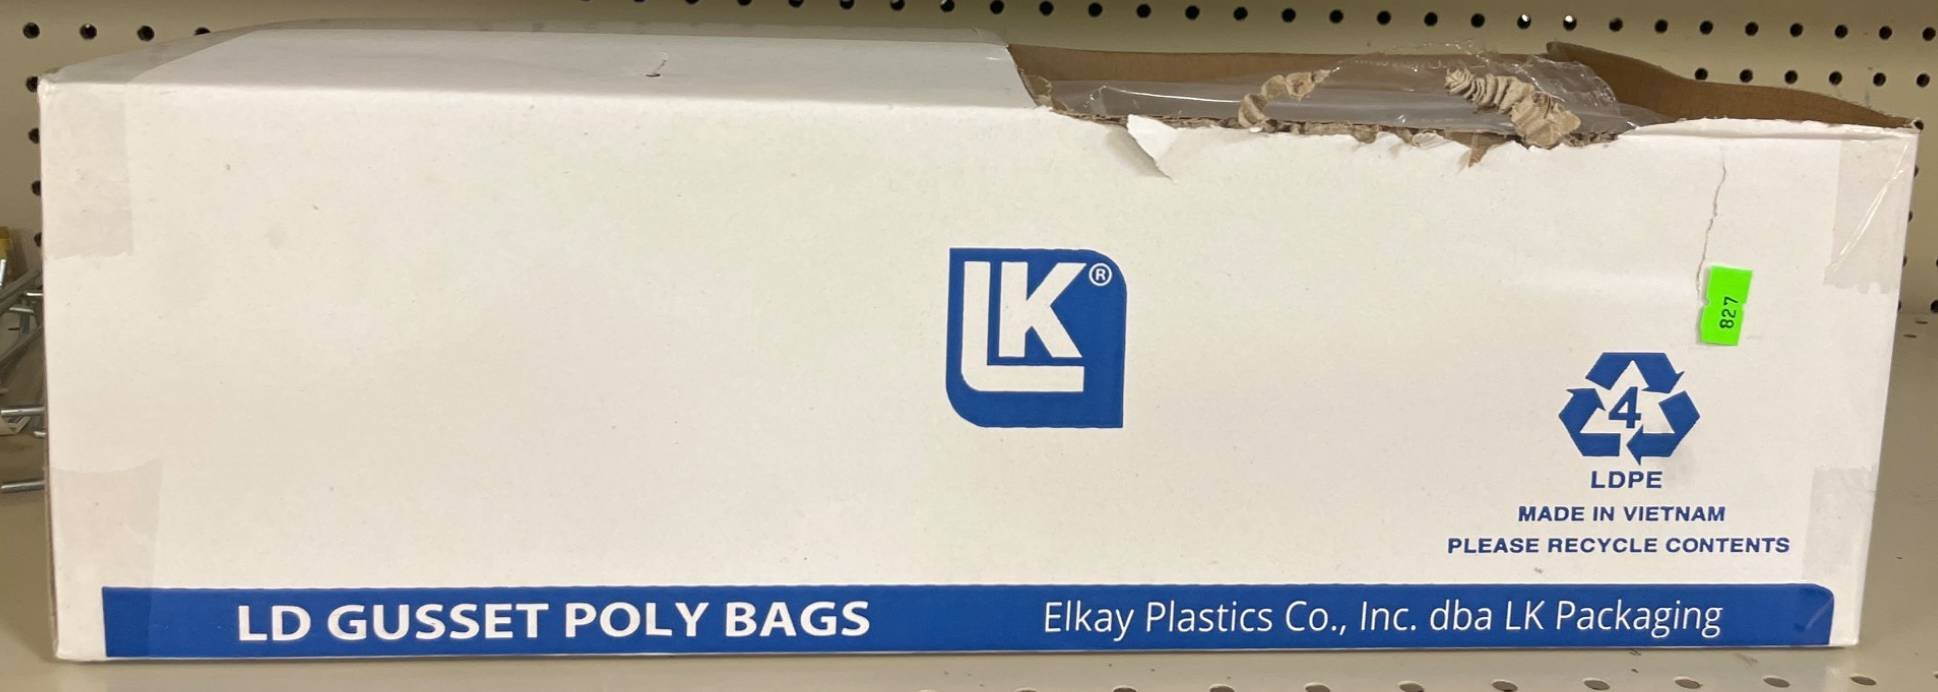 LK®
827
4
LDPE
MADE IN VIETNAM
PLEASE RECYCLE CONTENTS
LD GUSSET POLY BAGS
Elkay Plastics Co., Inc. dba LK Packaging